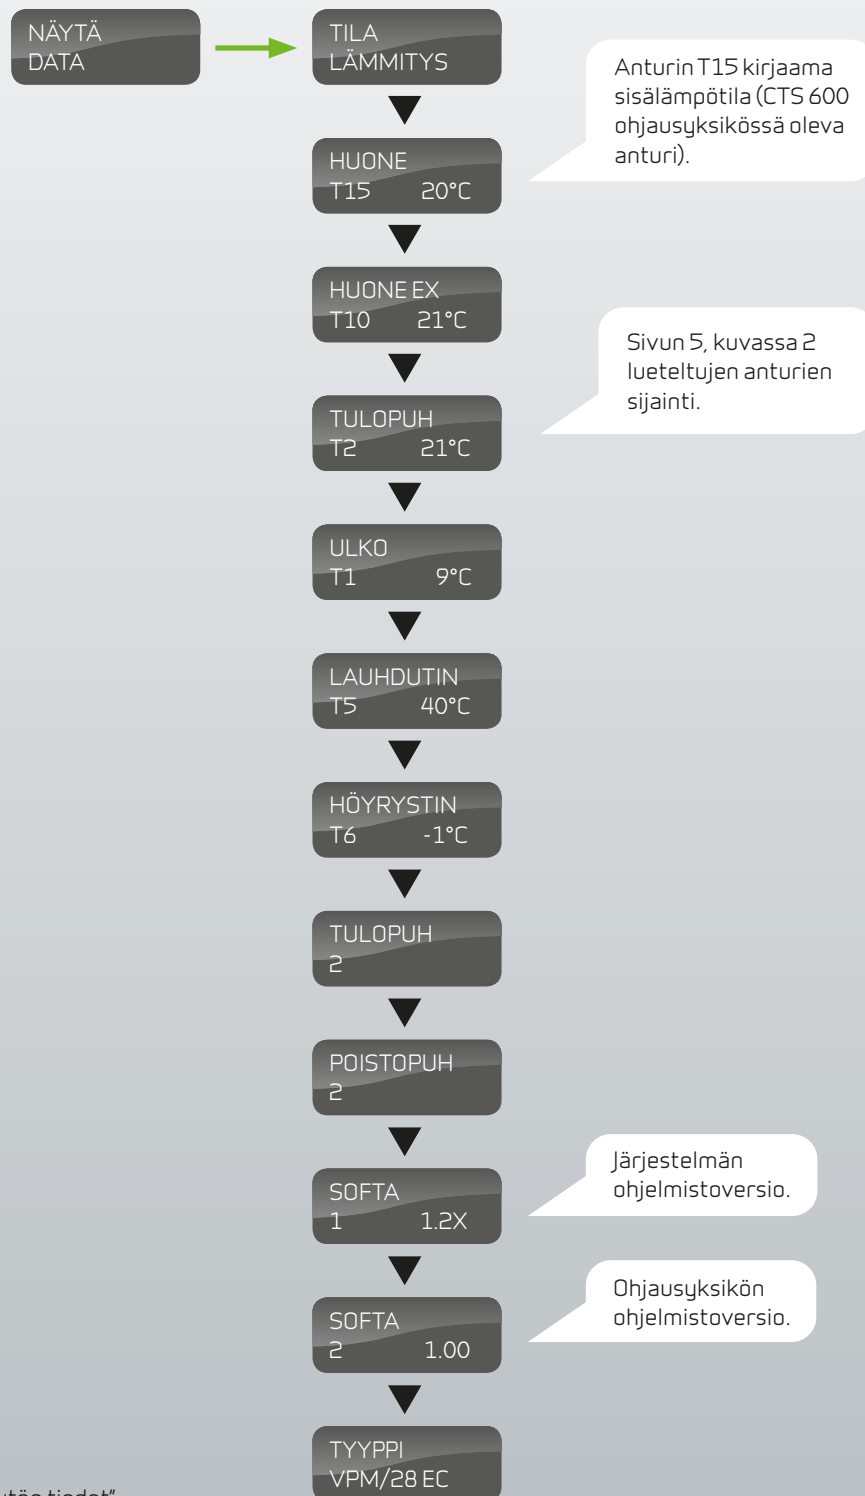 NÄYTÄ
DATA
TILA
LÄMMITYS
Anturin T15 kirjaama
sisälämpötila (CTS 600
ohjausyksikössä oleva
anturi).
HUONE
T15 20°C
HUONE EX
T10 21°C
Sivun 5, kuvassa 2
lueteltujen anturien
sijainti.
TULOPUH
T2 21°C
ULKO
T1 9°C
LAUHDUTIN
T5 40°C
HÖYRYSTIN
T6 -1°C
TULOPUH
2
POISTOPUH
2
Järjestelmän
ohjelmistoversio.
SOFTA
1 1.2X
Ohjausyksikön
ohjelmistoversio.
SOFTA
2 1.00
TYYPPI
VPM/28 EC
tiedot"